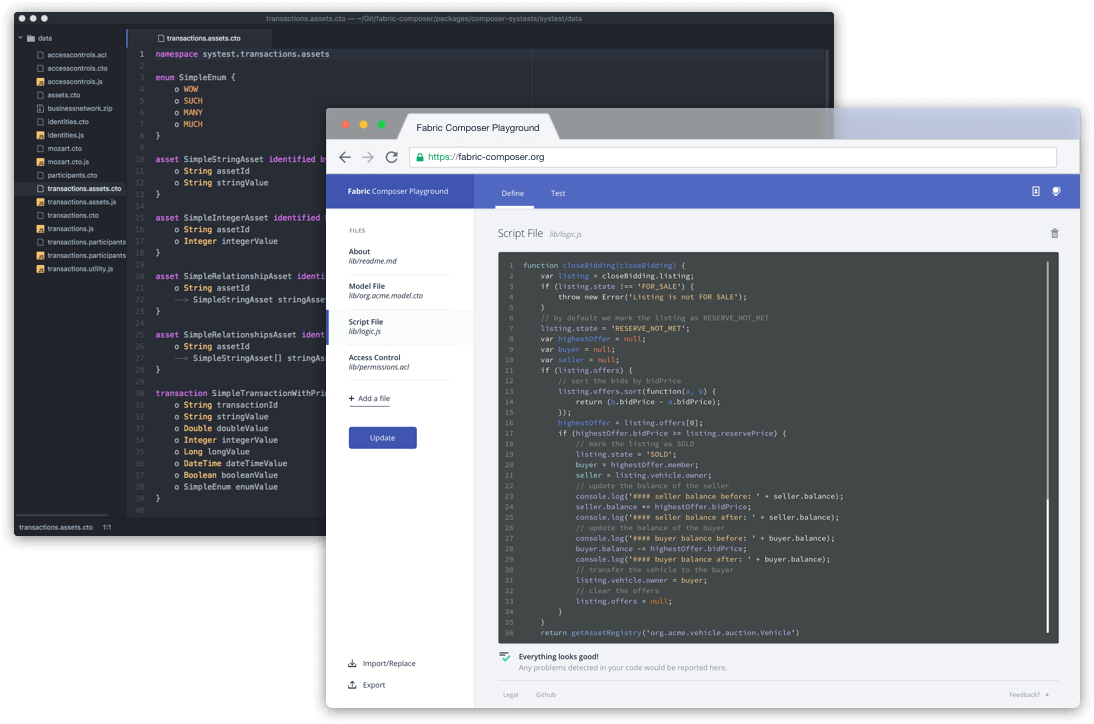 transactions.assets.cto — ~/Git/fabric-composer/packages/composer-systests/systest/data
data
accesscontrols.acl
accesscontrols.cto
accesscontrols.js
assets.cto
businessnetwork.zip
identities.cto
identities.js
mozart.cto
mozart.cto.js
participants.cto
transactions.assets.cto
transactions.assets.js
transactions.cto
transactions.js
transactions.participants
transactions.participants
transactions.utility.js
transactions.assets.cto
1 namespace systest.transactions.assets
2
3 enum SimpleEnum {
4 o WOW
5 o SUCH
6 o MANY
7 o MUCH
8 }
9
10 asset SimpleStringAsset identified by
11 o String assetId
12 o String stringValue
13 }
14
15 asset SimpleIntegerAsset identified
16 o String assetId
17 o Integer integerValue
18 }
19
20 asset SimpleRelationshipAsset identi
21 o String assetId
22 --> SimpleStringAsset stringAsse
23 }
24
25 asset SimpleRelationshipsAsset ident
26 o String assetId
27 --> SimpleStringAsset[] stringAs
28 }
29
30 transaction SimpleTransactionWithPri
31 o String transactionId
32 o String stringValue
33 o Double doubleValue
34 o Integer integerValue
35 o Long longValue
36 o DateTime dateTimeValue
37 o Boolean booleanValue
38 o SimpleEnum enumValue
39 }
40
transactions.assets.cto 1:1
Fabric Composer Playground
https://fabric-composer.org
Fabric Composer Playground
Define Test
FILES
About
lib/readme.md
Model File
lib/org.acme.model.cto
Script File
lib/logic.js
Access Control
lib/permissions.acl
+ Add a file
Update
Import/Replace
Export
Script File lib/logic.js
1 function closeBidding(closeBidding) {
2 var listing = closeBidding.listing;
3 if (listing.state !== 'FOR_SALE') {
4 throw new Error('Listing is not FOR SALE');
5 }
6 // by default we mark the listing as RESERVE_NOT_MET
7 listing.state = 'RESERVE_NOT_MET';
8 var highestOffer = null;
9 var buyer = null;
10 var seller = null;
11 if (listing.offers) {
12 // sort the bids by bidPrice
13 listing.offers.sort(function(a, b) {
14 return (b.bidPrice - a.bidPrice);
15 });
16 highestOffer = listing.offers[0];
17 if (highestOffer.bidPrice >= listing.reservePrice) {
18 // mark the listing as SOLD
19 listing.state = 'SOLD';
20 buyer = highestOffer.member;
21 seller = listing.vehicle.owner;
22 // update the balance of the seller
23 console.log('#### seller balance before: ' + seller.balance);
24 seller.balance += highestOffer.bidPrice;
25 console.log('#### seller balance after: ' + seller.balance);
26 // update the balance of the buyer
27 console.log('#### buyer balance before: ' + buyer.balance);
28 buyer.balance -= highestOffer.bidPrice;
29 console.log('#### buyer balance after: ' + buyer.balance);
30 // transfer the vehicle to the buyer
31 listing.vehicle.owner = buyer;
32 // clear the offers
33 listing.offers = null;
34 }
35 }
36 return getAssetRegistry('org.acme.vehicle.auction.Vehicle')
Everything looks good!
Any problems detected in your code would be reported here.
Legal Github Feedback?